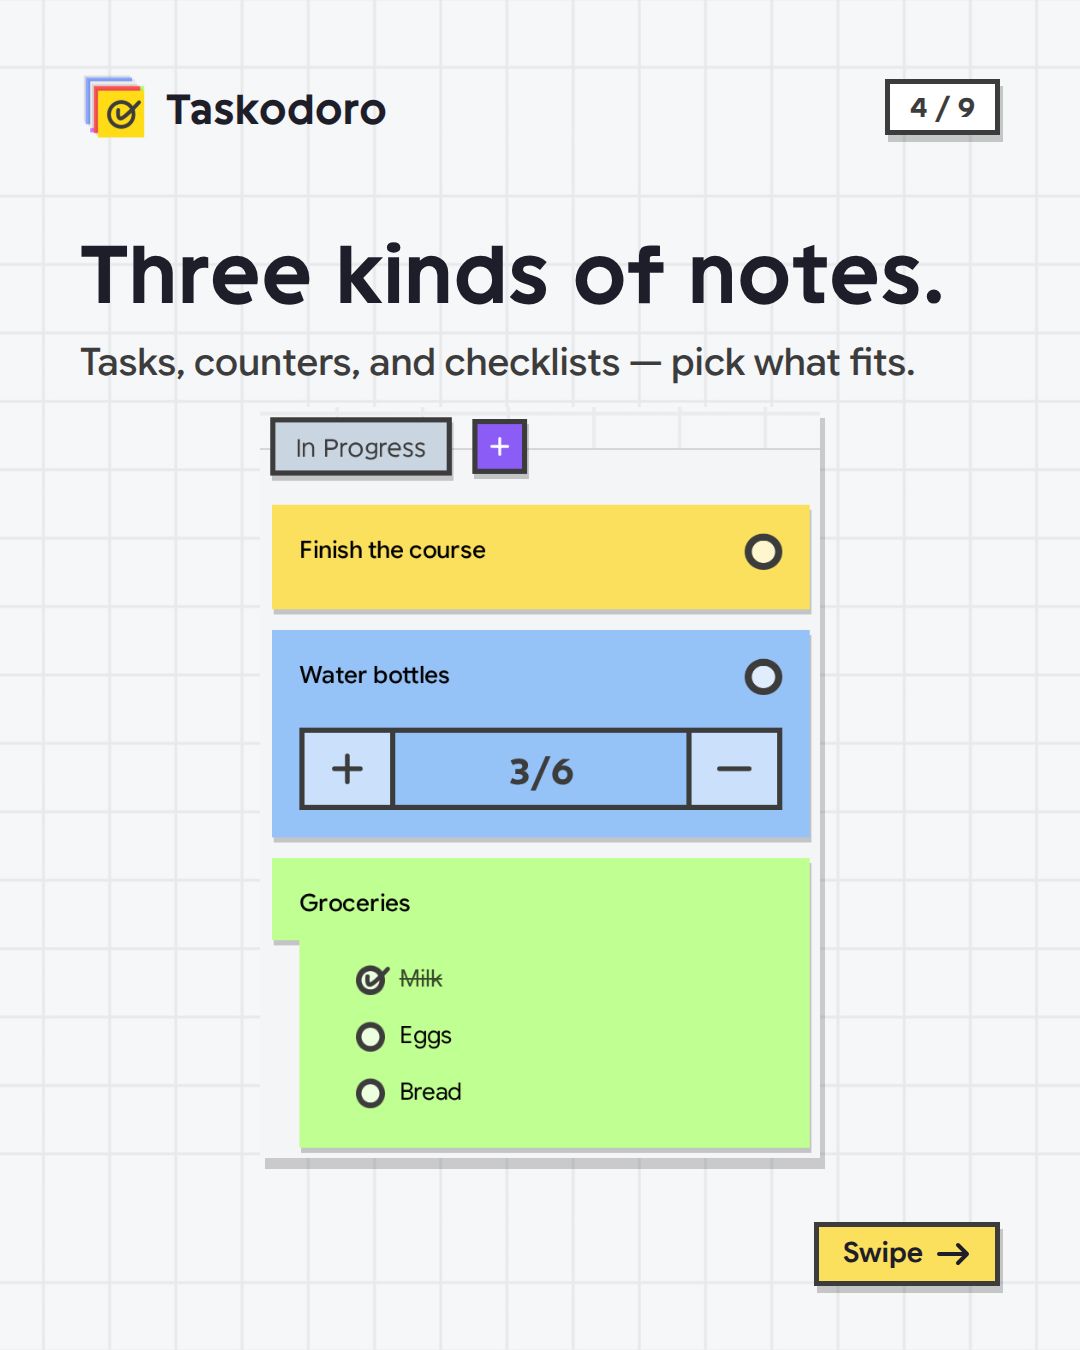 Taskodoro
4 / 9
Three kinds of notes.
Tasks, counters, and checklists — pick what fits.
In Progress
+
Finish the course
Water bottles
+ 3/6 −
Groceries
Milk
Eggs
Bread
Swipe →